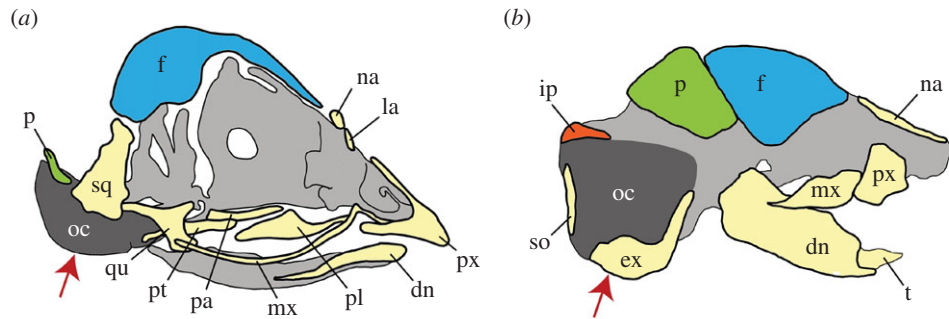 (a)
f
na
la
p
sq
oc
qu
pt
pa
mx
pl
dn
px
(b)
p
f
na
ip
oc
mx
px
so
ex
dn
t